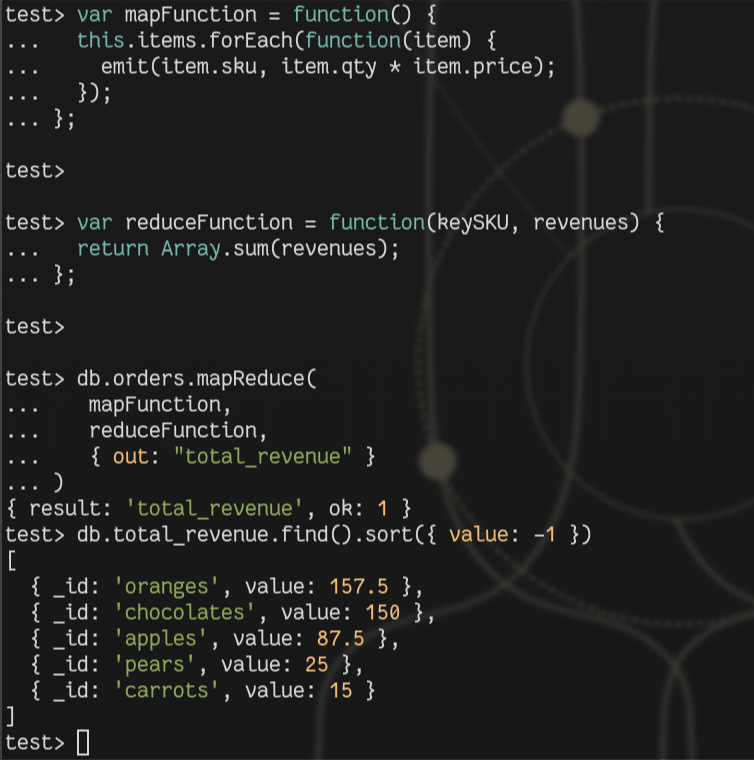 test> var mapFunction = function() {
...   this.items.forEach(function(item) {
...     emit(item.sku, item.qty * item.price);
...   });
... };
test>
test> var reduceFunction = function(keySKU, revenues) {
...   return Array.sum(revenues);
... };
test>
test> db.orders.mapReduce(
...    mapFunction,
...    reduceFunction,
...    { out: "total_revenue" }
... )
{ result: 'total_revenue', ok: 1 }
test> db.total_revenue.find().sort({ value: -1 })
[
  { _id: 'oranges', value: 157.5 },
  { _id: 'chocolates', value: 150 },
  { _id: 'apples', value: 87.5 },
  { _id: 'pears', value: 25 },
  { _id: 'carrots', value: 15 }
]
test>